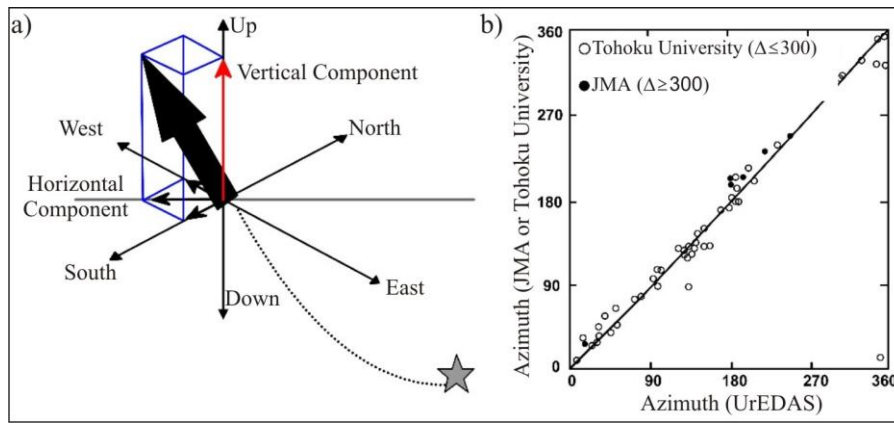 a)
Up
Vertical Component
West
North
Horizontal
Component
South
Down
East
b)
360
270
180
90
0
Azimuth (JMA or Tohoku University)
Tohoku University (Δ≤300)
JMA (Δ≥300)
0 90 180 270 360
Azimuth (UrEDAS)